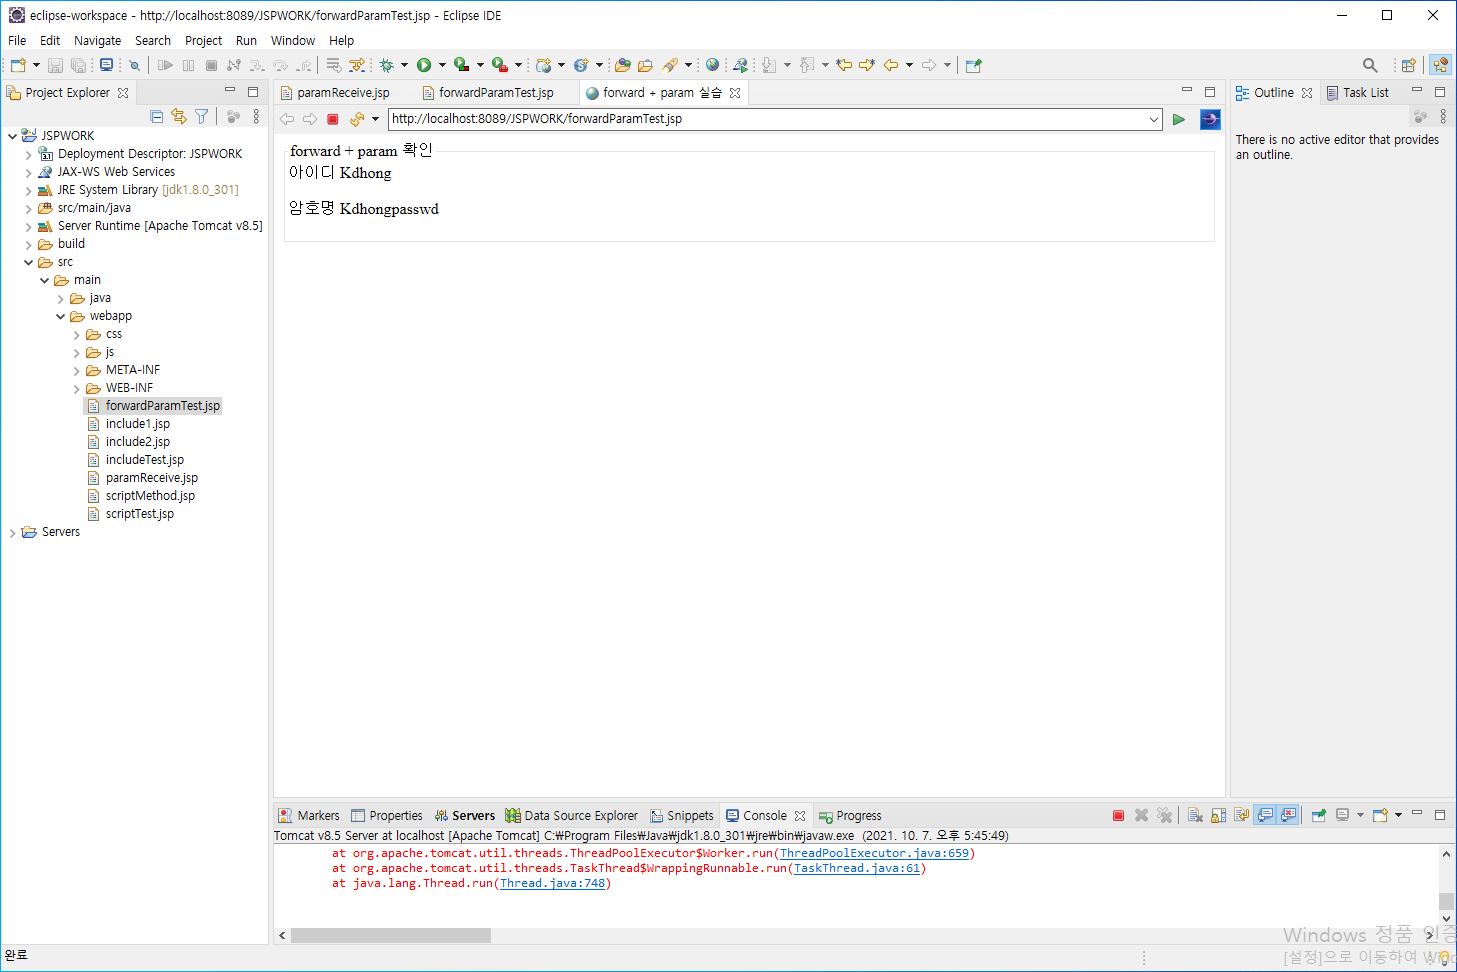 eclipse-workspace - http://localhost:8089/JSPWORK/forwardParamTest.jsp - Eclipse IDE
File Edit Navigate Search Project Run Window Help
Project Explorer
JSPWORK
Deployment Descriptor: JSPWORK
JAX-WS Web Services
JRE System Library [jdk1.8.0_301]
src/main/java
Server Runtime [Apache Tomcat v8.5]
build
src
main
java
webapp
css
js
META-INF
WEB-INF
forwardParamTest.jsp
include1.jsp
include2.jsp
includeTest.jsp
paramReceive.jsp
scriptMethod.jsp
scriptTest.jsp
Servers
paramReceive.jsp forwardParamTest.jsp forward + param 실습
http://localhost:8089/JSPWORK/forwardParamTest.jsp
forward + param 확인
아이디 Kdhong
암호명 Kdhongpasswd
Outline Task List
There is no active editor that provides
an outline.
Markers Properties Servers Data Source Explorer Snippets Console Progress
Tomcat v8.5 Server at localhost [Apache Tomcat] C:₩Program Files₩Java₩jdk1.8.0_301₩jre₩bin₩javaw.exe (2021. 10. 7. 오후 5:45:49)
at org.apache.tomcat.util.threads.ThreadPoolExecutor$Worker.run(ThreadPoolExecutor.java:659)
at org.apache.tomcat.util.threads.TaskThread$WrappingRunnable.run(TaskThread.java:61)
at java.lang.Thread.run(Thread.java:748)
Windows 정품 인증
[설정]으로 이동하여
완료